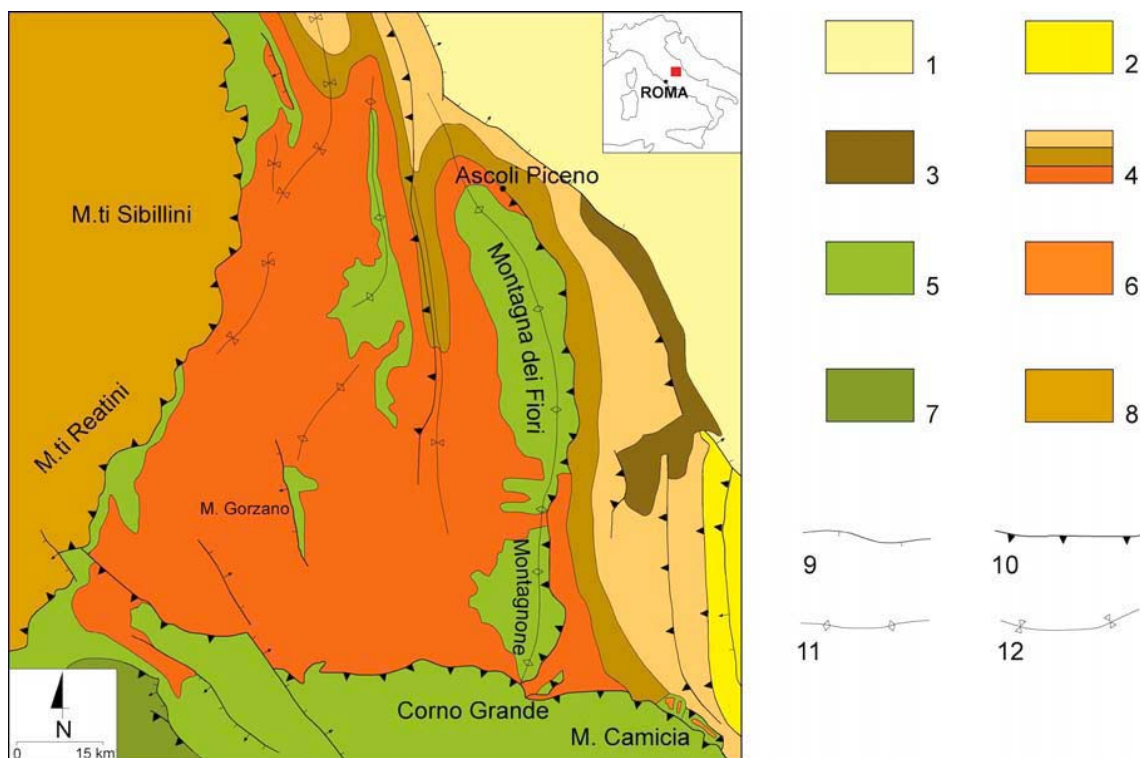 ROMA
Ascoli Piceno
M.ti Sibillini
Montagna dei Fiori
M.ti Reatini
M. Gorzano
Montagnone
Corno Grande
M. Camicia
N
0 15 km
1
2
3
4
5
6
7
8
9
10
11
12